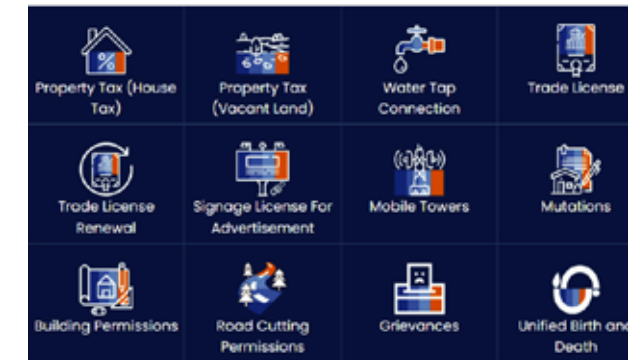 Property Tax (House
Tax)
Property Tax
(Vacant Land)
Water Tap
Connection
Trade License
Trade License
Renewal
Signage License For
Advertisement
Mobile Towers
Mutations
Building Permissions
Road Cutting
Permissions
Grievances
Unified Birth and
Death